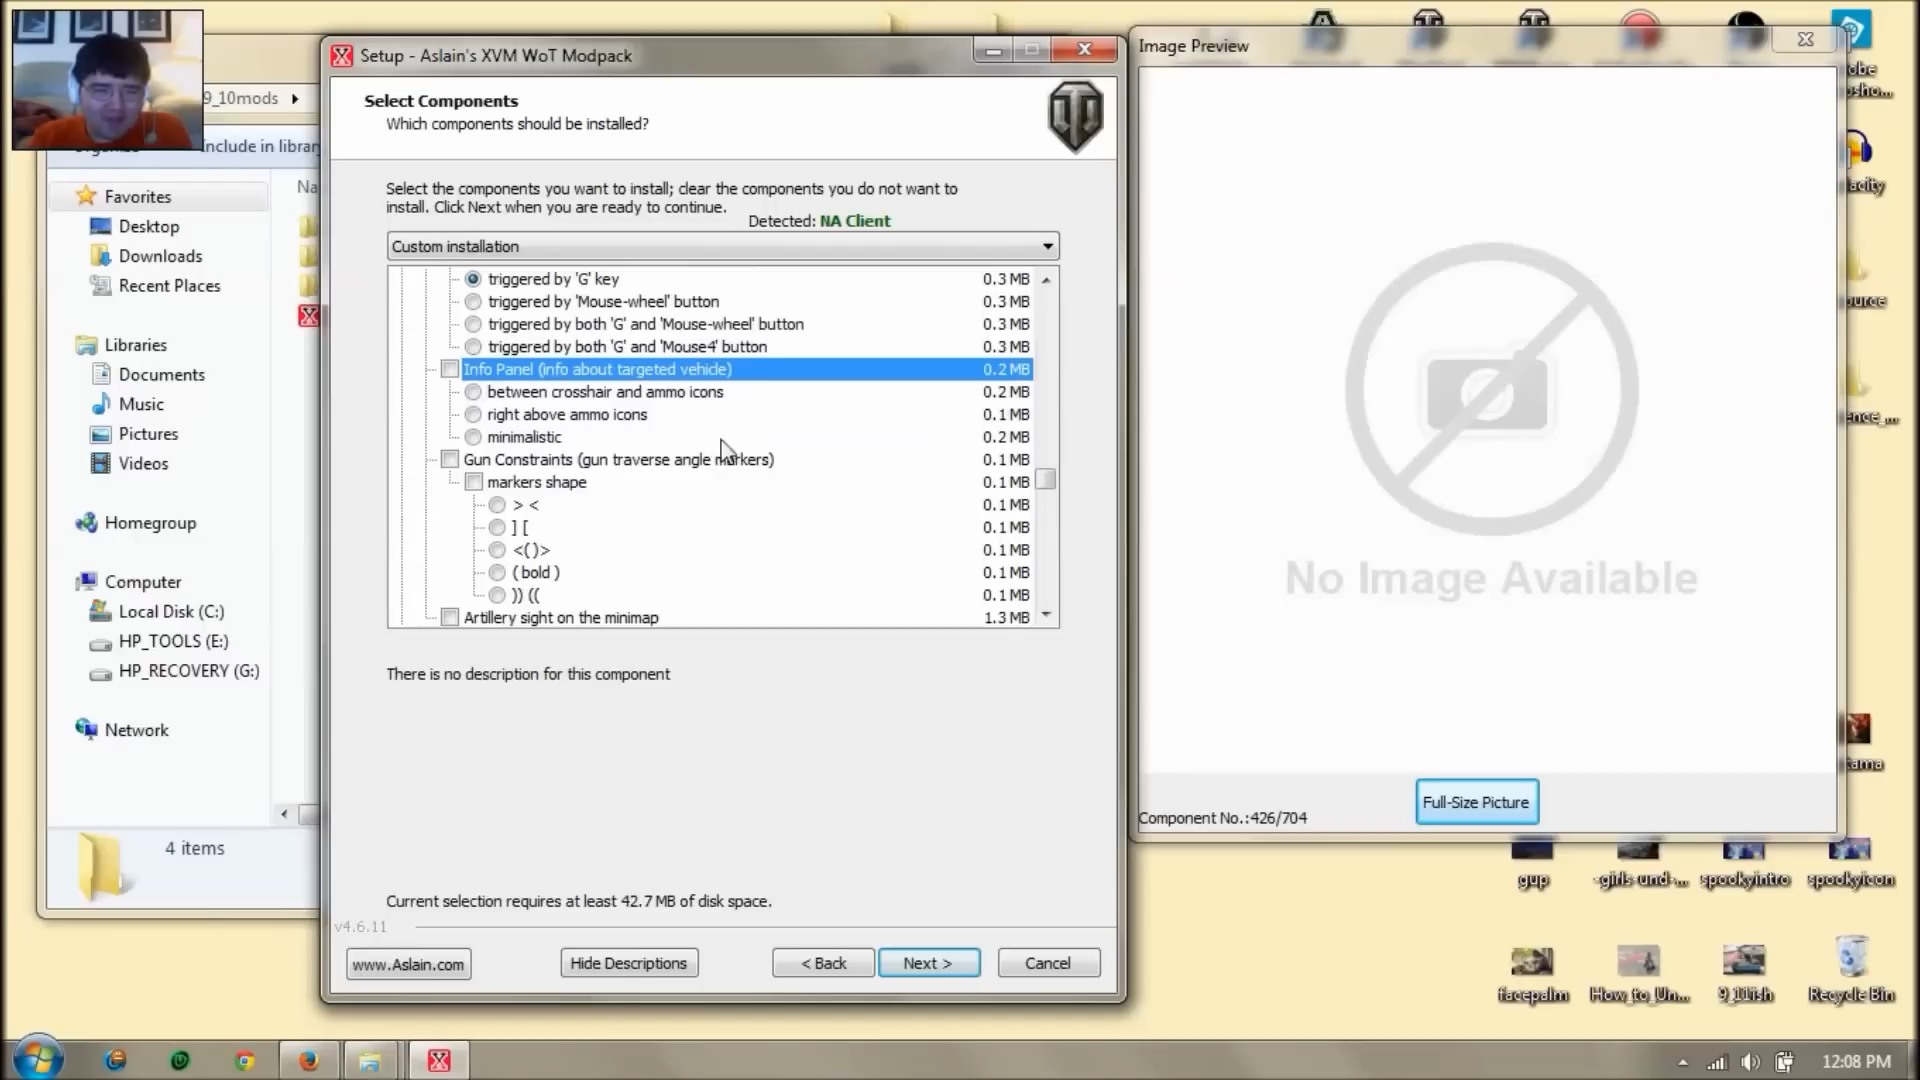 Setup - Aslain's XVM WoT Modpack
Image Preview
9_10mods
Include in library
Select Components
Which components should be installed?
Select the components you want to install; clear the components you do not want to
install. Click Next when you are ready to continue.
Detected: NA Client
Custom installation
triggered by 'G' key 0.3 MB
triggered by 'Mouse-wheel' button 0.3 MB
triggered by both 'G' and 'Mouse-wheel' button 0.3 MB
triggered by both 'G' and 'Mouse4' button 0.3 MB
Info Panel (info about targeted vehicle) 0.2 MB
between crosshair and ammo icons 0.2 MB
right above ammo icons 0.1 MB
minimalistic 0.2 MB
Gun Constraints (gun traverse angle markers) 0.1 MB
markers shape 0.1 MB
> < 0.1 MB
] [ 0.1 MB
<()> 0.1 MB
( bold ) 0.1 MB
)) (( 0.1 MB
Artillery sight on the minimap 1.3 MB
There is no description for this component
Current selection requires at least 42.7 MB of disk space.
v4.6.11
www.Aslain.com
Hide Descriptions
< Back
Next >
Cancel
Na
Favorites
Desktop
Downloads
Recent Places
Libraries
Documents
Music
Pictures
Videos
Homegroup
Computer
Local Disk (C:)
HP_TOOLS (E:)
HP_RECOVERY (G:)
Network
4 items
No Image Available
Component No.:426/704
Full-Size Picture
gup
-girls-und-...
spookyintro
spookyicon
facepalm
How_to_Un...
Recycle Bin
12:08 PM